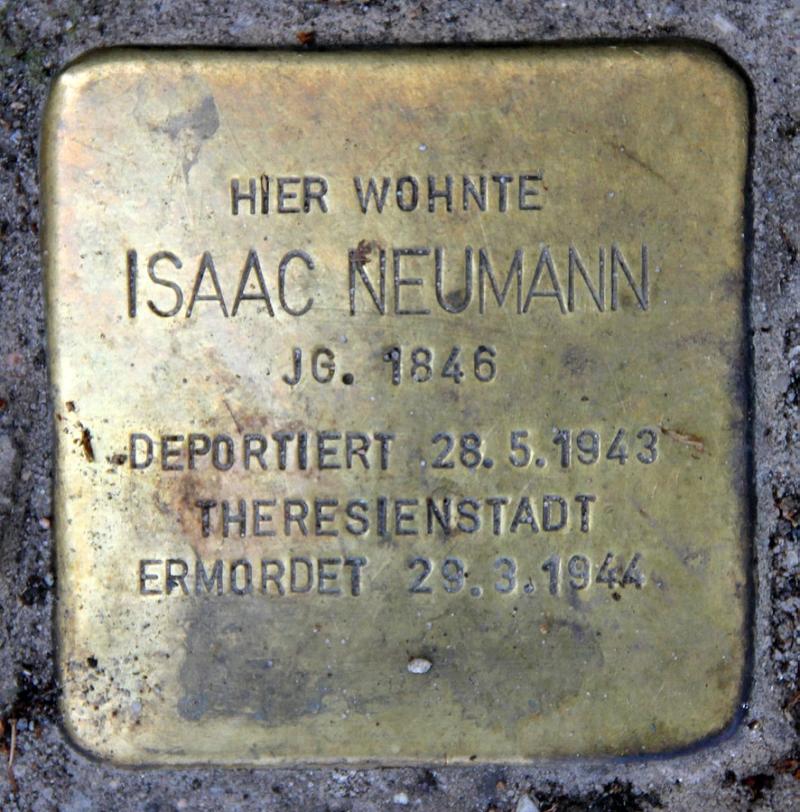 HIER WOHNTE
ISAAC NEUMANN
JG. 1846
DEPORTIERT 28.5.1943
THERESIENSTADT
ERMORDET 29.3.1944